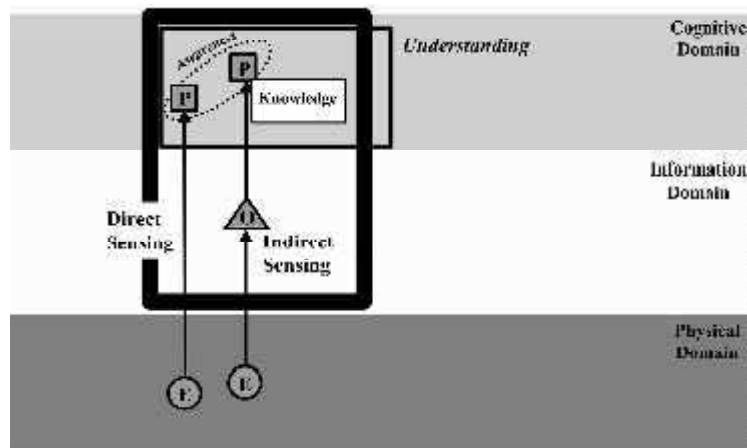 Cognitive
Domain
Understanding
Awareness
P
P
Knowledge
Information
Domain
Direct
Sensing
O
Indirect
Sensing
Physical
Domain
E
E